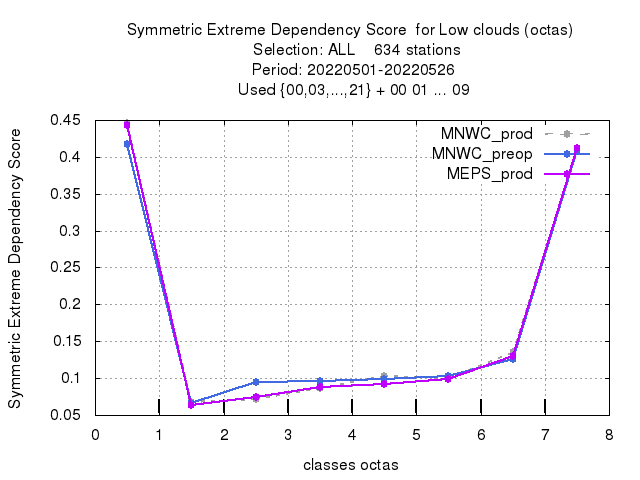 Symmetric Extreme Dependency Score  for Low clouds (octas)
Selection: ALL    634 stations
Period: 20220501-20220526
Used {00,03,...,21} + 00 01 ... 09
MNWC_prod
MNWC_preop
MEPS_prod
Symmetric Extreme Dependency Score
0.45
0.4
0.35
0.3
0.25
0.2
0.15
0.1
0.05
0 1 2 3 4 5 6 7 8
classes octas